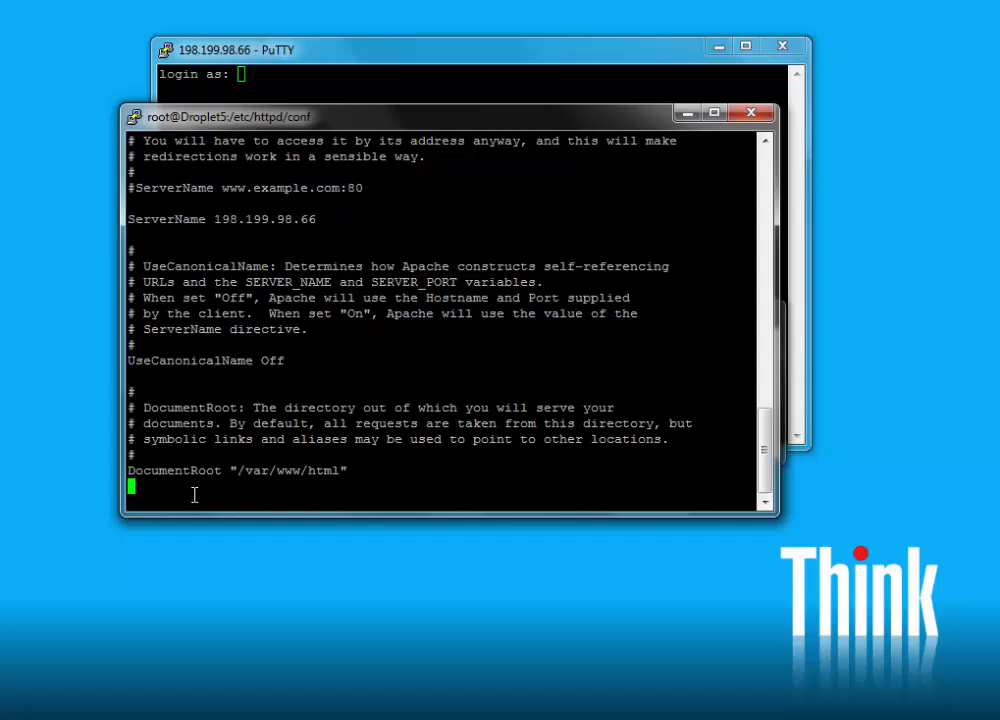 198.199.98.66 - PuTTY
login as:
root@Droplet5:/etc/httpd/conf
# You will have to access it by its address anyway, and this will make
# redirections work in a sensible way.
#
#ServerName www.example.com:80
ServerName 198.199.98.66
#
# UseCanonicalName: Determines how Apache constructs self-referencing
# URLs and the SERVER_NAME and SERVER_PORT variables.
# When set "Off", Apache will use the Hostname and Port supplied
# by the client.  When set "On", Apache will use the value of the
# ServerName directive.
#
UseCanonicalName Off
#
# DocumentRoot: The directory out of which you will serve your
# documents. By default, all requests are taken from this directory, but
# symbolic links and aliases may be used to point to other locations.
#
DocumentRoot "/var/www/html"
Think